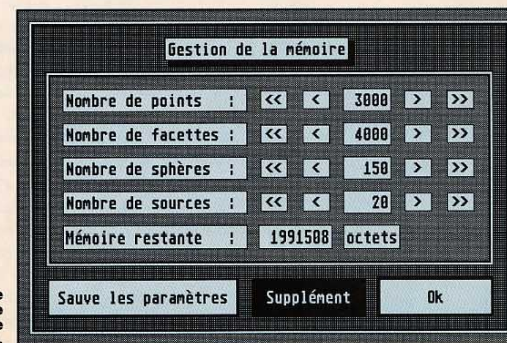 Gestion de la mémoire
Nombre de points : << < 3000 > >>
Nombre de facettes : << < 4000 > >>
Nombre de sphères : << < 150 > >>
Nombre de sources : << < 20 > >>
Mémoire restante : 1991508 octets
Sauve les paramètres Supplément Ok